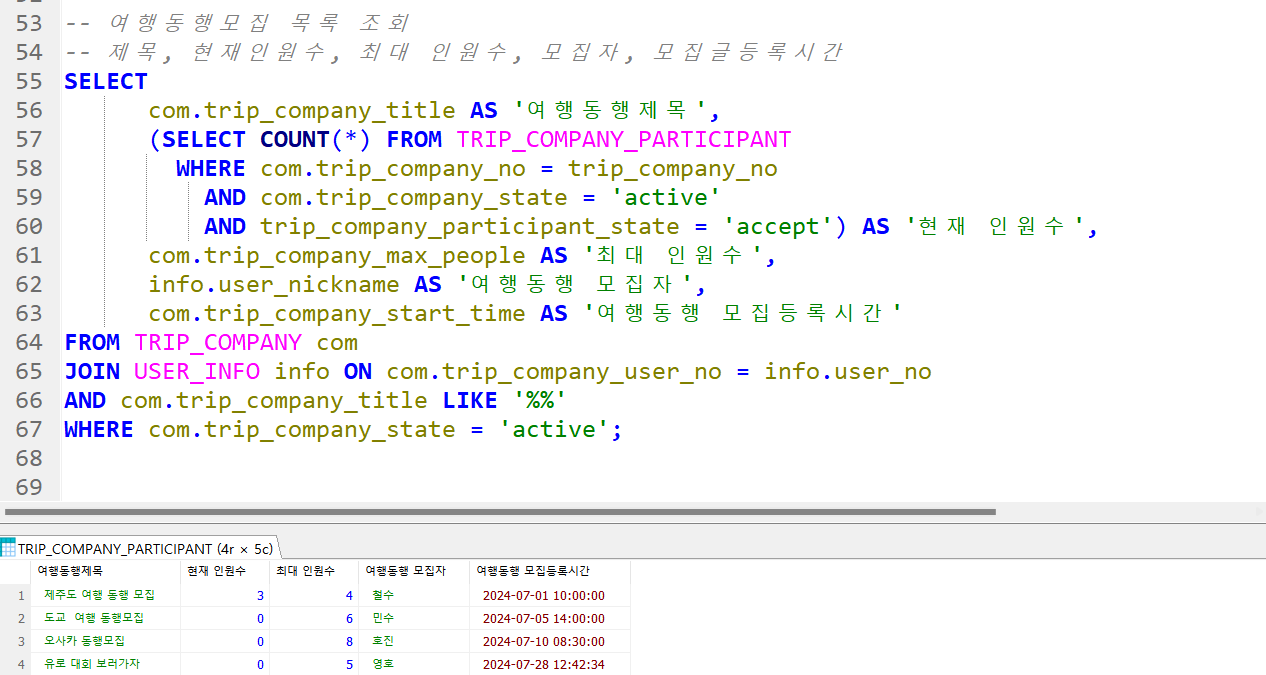 53 -- 여행동행모집 목록 조회
54 -- 제목, 현재인원수, 최대 인원수, 모집자, 모집글등록시간
55 SELECT
56 com.trip_company_title AS '여행동행제목',
57 (SELECT COUNT(*) FROM TRIP_COMPANY_PARTICIPANT
58 WHERE com.trip_company_no = trip_company_no
59 AND com.trip_company_state = 'active'
60 AND trip_company_participant_state = 'accept') AS '현재 인원수',
61 com.trip_company_max_people AS '최대 인원수',
62 info.user_nickname AS '여행동행 모집자',
63 com.trip_company_start_time AS '여행동행 모집등록시간'
64 FROM TRIP_COMPANY com
65 JOIN USER_INFO info ON com.trip_company_user_no = info.user_no
66 AND com.trip_company_title LIKE '%%'
67 WHERE com.trip_company_state = 'active';
68
69
TRIP_COMPANY_PARTICIPANT (4r × 5c)
여행동행제목 현재 인원수 최대 인원수 여행동행 모집자 여행동행 모집등록시간
1 제주도 여행 동행 모집 3 4 철수 2024-07-01 10:00:00
2 도교 여행 동행모집 0 6 민수 2024-07-05 14:00:00
3 오사카 동행모집 0 8 호진 2024-07-10 08:30:00
4 유로 대회 보러가자 0 5 영호 2024-07-28 12:42:34